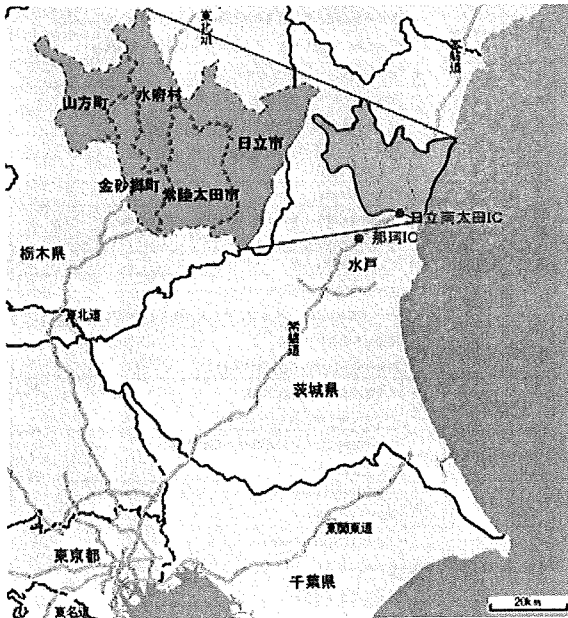 東北道
常磐道
山方町
水府村
日立市
金砂郷町
常陸太田市
日立南太田IC
那珂IC
水戸
栃木県
東北道
常磐道
茨城県
東関東道
東京都
千葉県
東名道
20km